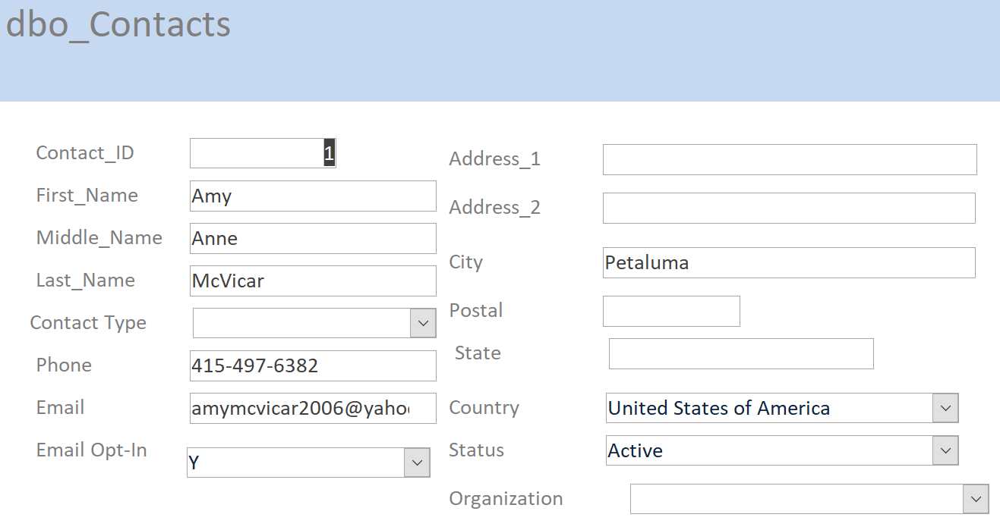 dbo_Contacts
Contact_ID 1
First_Name Amy
Middle_Name Anne
Last_Name McVicar
Contact Type
Phone 415-497-6382
Email amymcvicar2006@yaho
Email Opt-In Y
Address_1
Address_2
City Petaluma
Postal
State
Country United States of America
Status Active
Organization